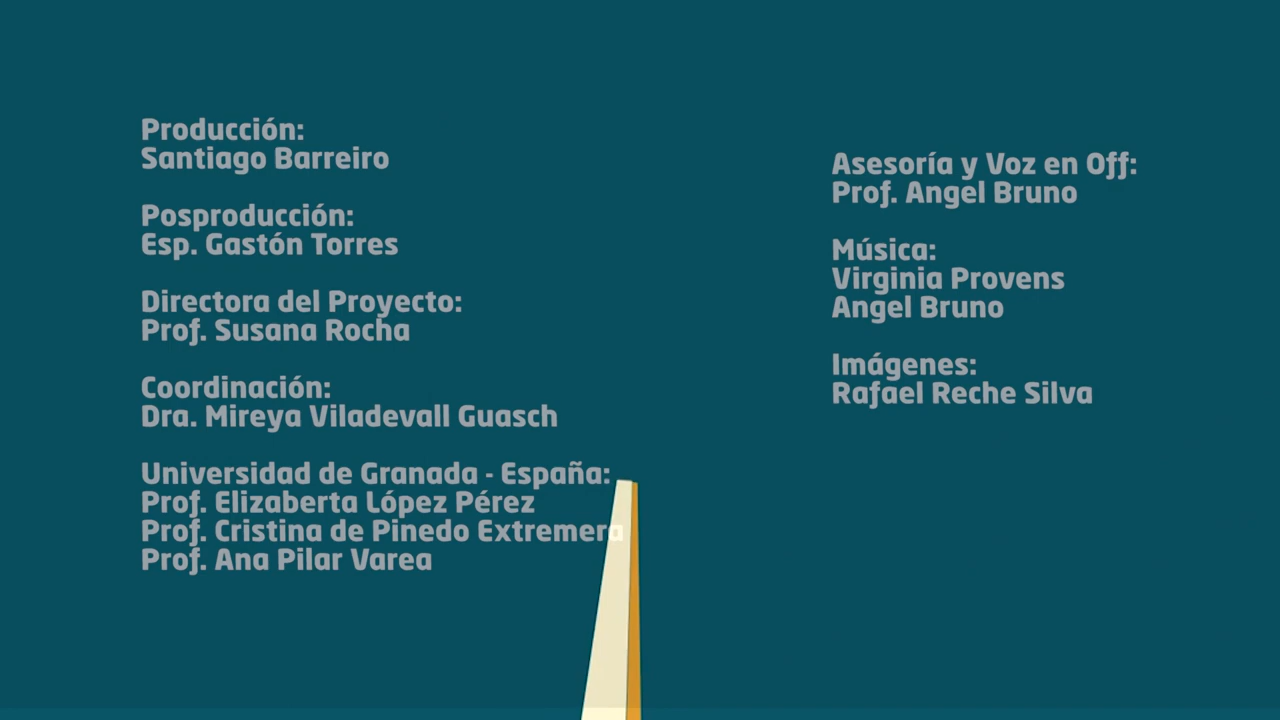 Producción:
Santiago Barreiro
Posproducción:
Esp. Gastón Torres
Directora del Proyecto:
Prof. Susana Rocha
Coordinación:
Dra. Mireya Viladevall Guasch
Universidad de Granada - España:
Prof. Elizaberta López Pérez
Prof. Cristina de Pinedo Extremera
Prof. Ana Pilar Varea
Asesoría y Voz en Off:
Prof. Angel Bruno
Música:
Virginia Provens
Angel Bruno
Imágenes:
Rafael Reche Silva